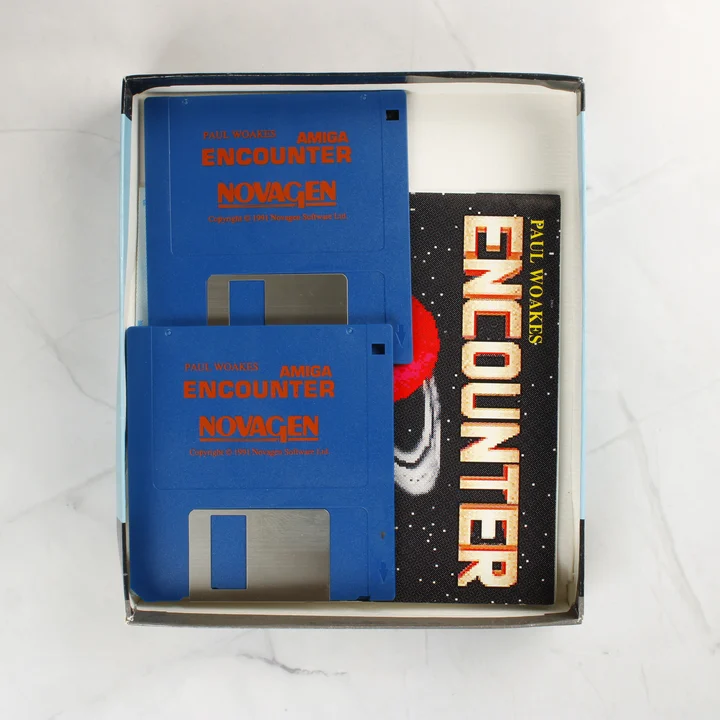 PAUL WOAKES AMIGA
ENCOUNTER
NOVAGEN
Copyright © 1991 Novagen Software Ltd.
PAUL WOAKES AMIGA
ENCOUNTER
NOVAGEN
Copyright © 1991 Novagen Software Ltd.
PAUL WOAKES
ENCOUNTER